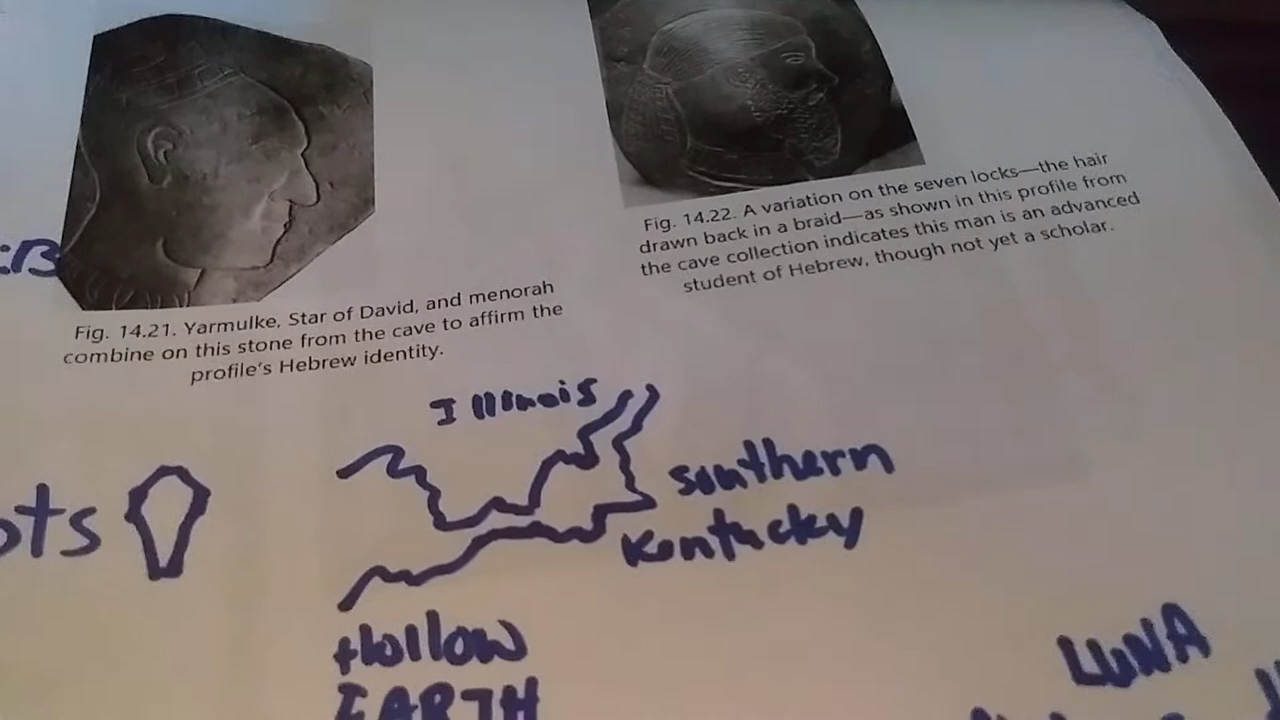 Fig. 14.21. Yarmulke, Star of David, and menorah
combine on this stone from the cave to affirm the
profile's Hebrew identity.
Fig. 14.22. A variation on the seven locks—the hair
drawn back in a braid—as shown in this profile from
the cave collection indicates this man is an advanced
student of Hebrew, though not yet a scholar.
Illinois
southern
Kentucky
Hollow
EARTH
LUNA